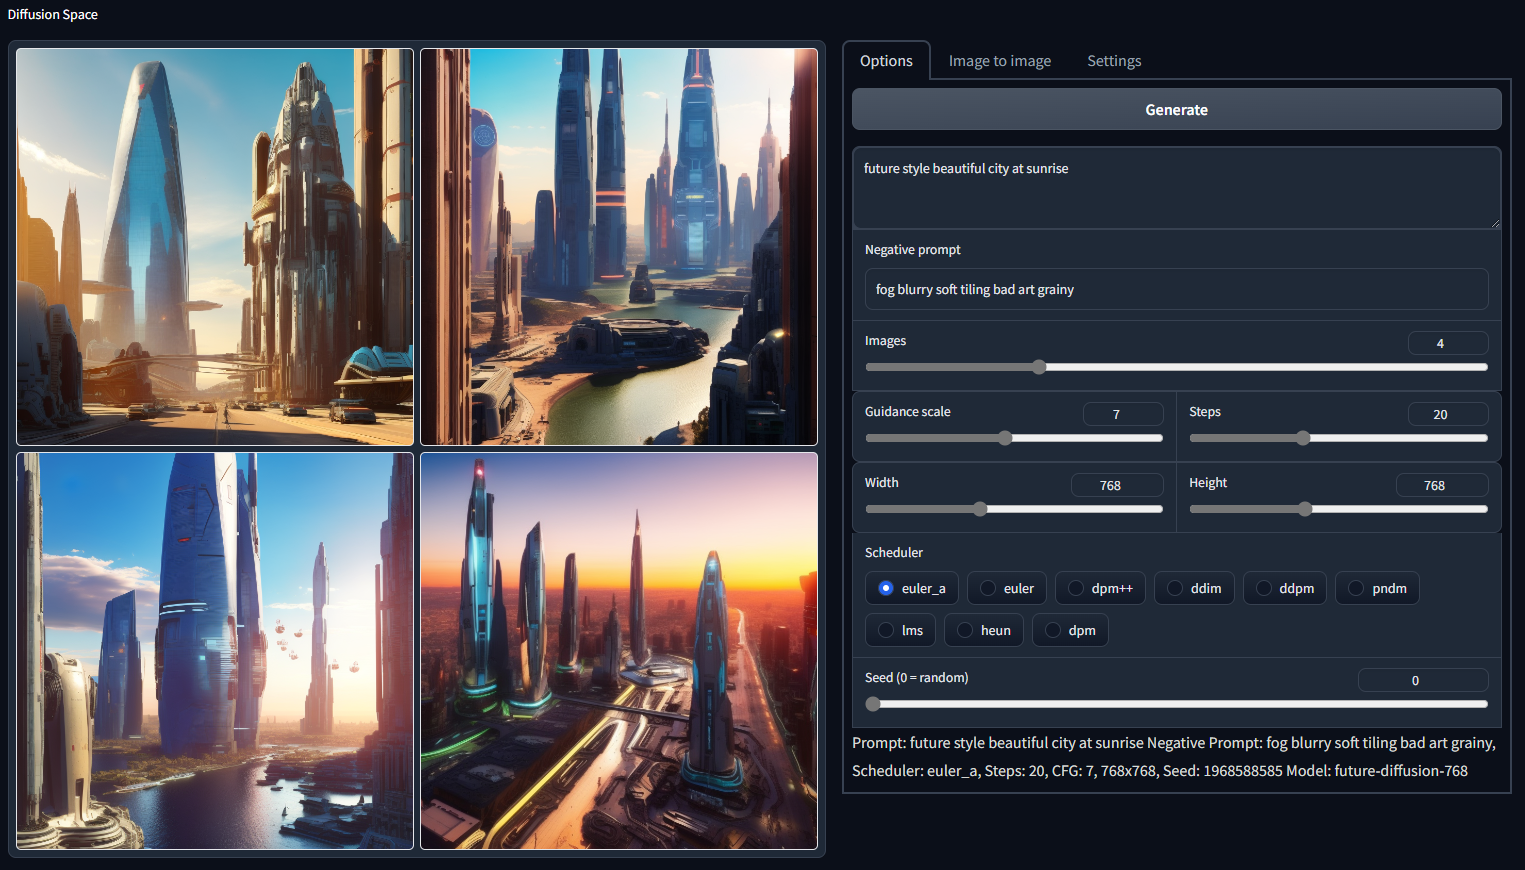 Diffusion Space
Options Image to image Settings
Generate
future style beautiful city at sunrise
Negative prompt
fog blurry soft tiling bad art grainy
Images 4
Guidance scale 7 Steps 20
Width 768 Height 768
Scheduler
euler_a euler dpm++ ddim ddpm pndm
lms heun dpm
Seed (0 = random) 0
Prompt: future style beautiful city at sunrise Negative Prompt: fog blurry soft tiling bad art grainy,
Scheduler: euler_a, Steps: 20, CFG: 7, 768x768, Seed: 1968588585 Model: future-diffusion-768